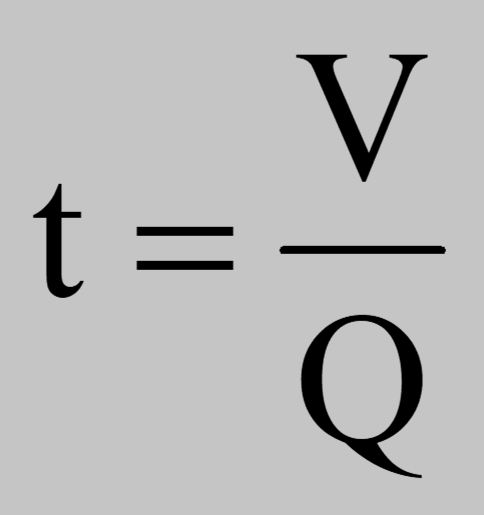 t = V/Q